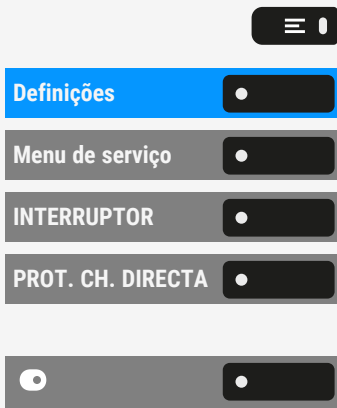 Definições
Menu de serviço
INTERRUPTOR
PROT. CH. DIRECTA